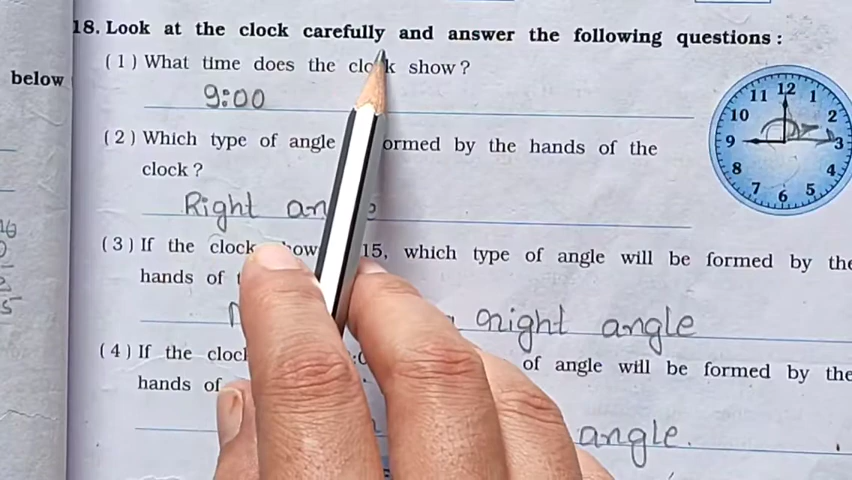 18. Look at the clock carefully and answer the following questions :
below
(1) What time does the clock show?
9:00
(2) Which type of angle formed by the hands of the
clock?
Right
(3) If the clock 15, which type of angle will be formed by the
hands of
right angle
(4) If the of angle will be formed by the
hands of
angle.
12
1
2
3
4
5
6
7
8
9
10
11